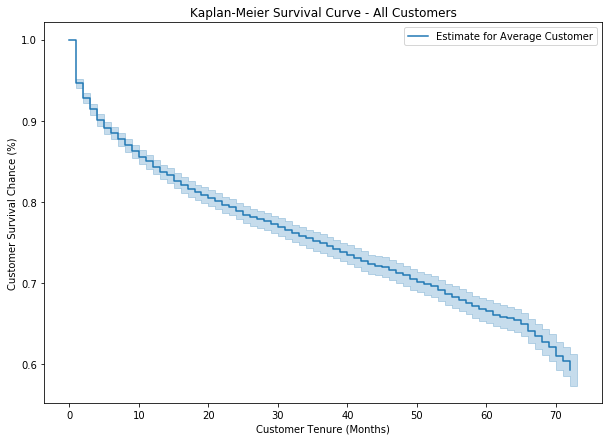 Kaplan-Meier Survival Curve - All Customers
Estimate for Average Customer
Customer Survival Chance (%)
1.0
0.9
0.8
0.7
0.6
0 10 20 30 40 50 60 70
Customer Tenure (Months)